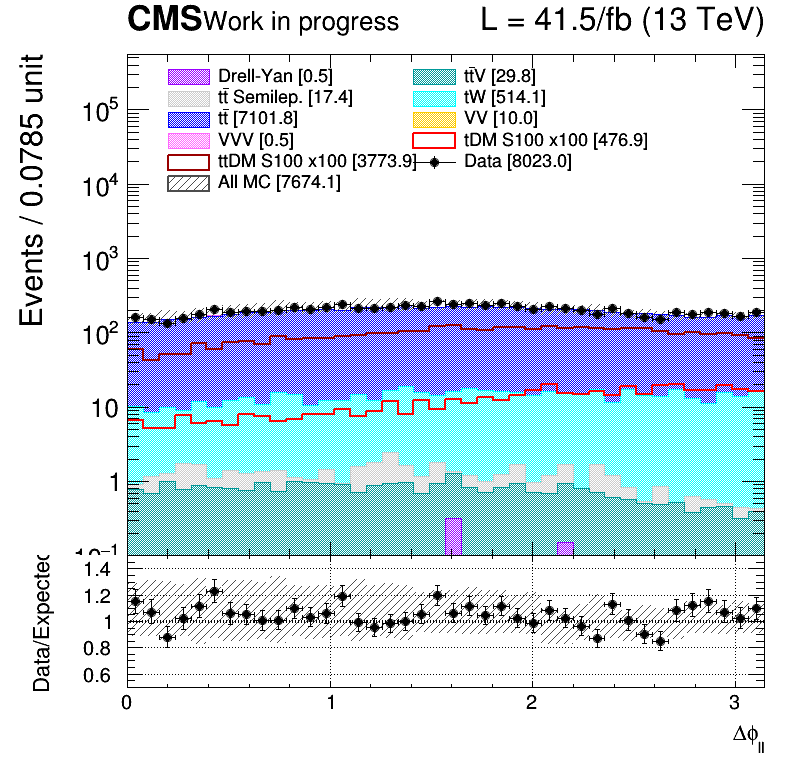 CMS Work in progress L = 41.5/fb (13 TeV)
Events / 0.0785 unit
Drell-Yan [0.5] tt̄V [29.8]
tt̄ Semilep. [17.4] tW [514.1]
tt̄ [7101.8] VV [10.0]
VVV [0.5] tDM S100 x100 [476.9]
ttDM S100 x100 [3773.9] Data [8023.0]
All MC [7674.1]
10⁵
10⁴
10³
10²
10
1
10⁻¹
Data/Expected
1.4
1.2
1
0.8
0.6
0 1 2 3
Δϕ_ll